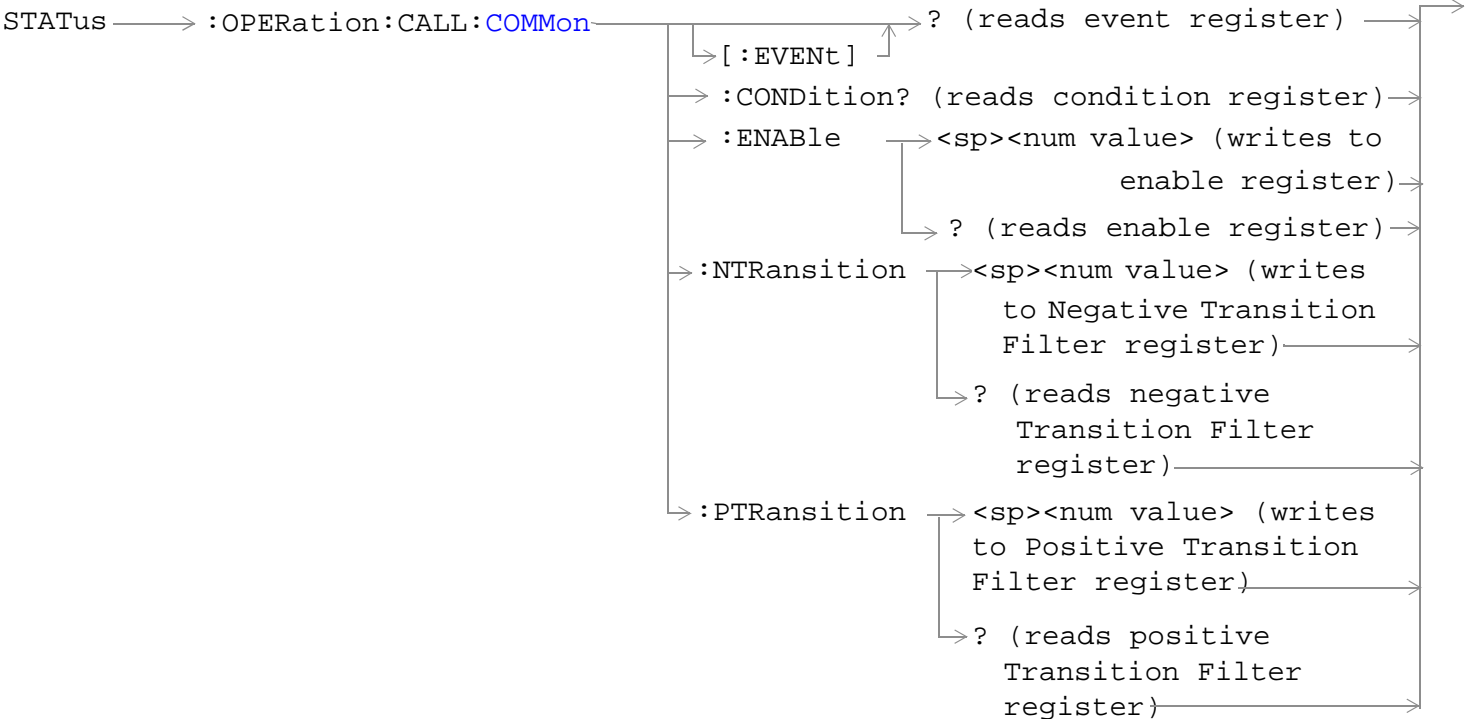 STATus :OPERation:CALL:COMMon ? (reads event register)
[:EVENt]
:CONDition? (reads condition register)
:ENABle <sp><num value> (writes to
enable register)
? (reads enable register)
:NTRansition <sp><num value> (writes
to Negative Transition
Filter register)
? (reads negative
Transition Filter
register)
:PTRansition <sp><num value> (writes
to Positive Transition
Filter register)
? (reads positive
Transition Filter
register)